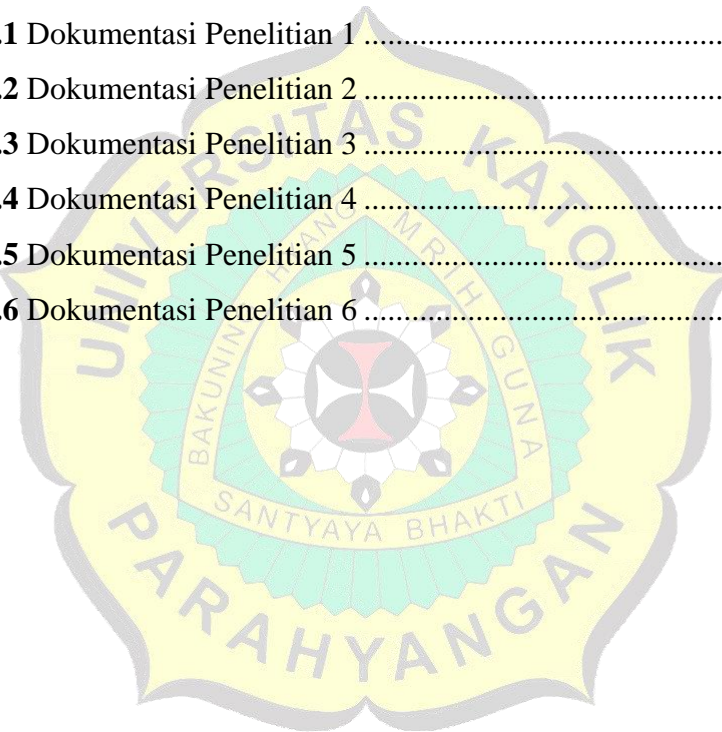 .1 Dokumentasi Penelitian 1 ......................................................
.2 Dokumentasi Penelitian 2 ......................................................
.3 Dokumentasi Penelitian 3 ......................................................
.4 Dokumentasi Penelitian 4 ......................................................
.5 Dokumentasi Penelitian 5 ......................................................
.6 Dokumentasi Penelitian 6 ......................................................
UNIVERSITAS KATOLIK
PARAHYANGAN
BAKUNING HYANG MRIH GUNA
SANTYAYA BHAKTI